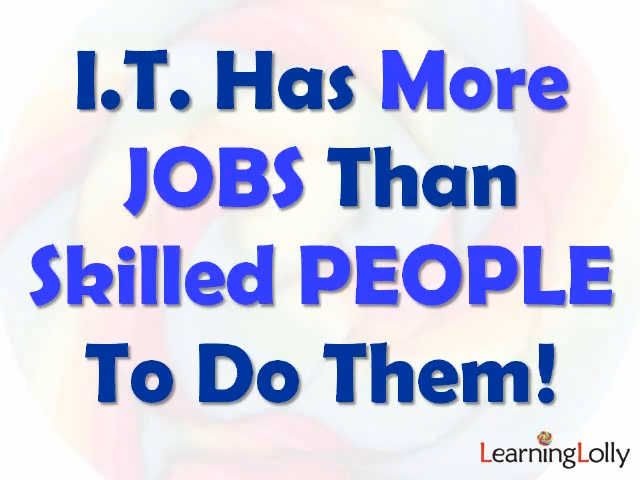 I.T. Has More
JOBS Than
Skilled PEOPLE
To Do Them!
LearningLolly